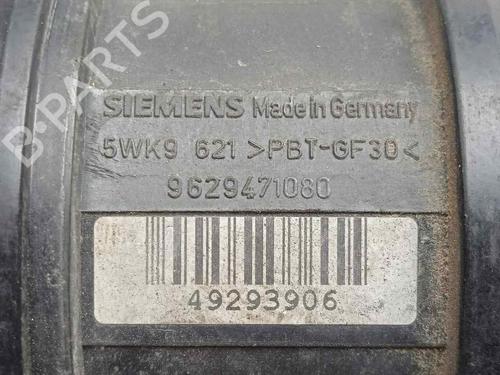 B-PARTS
SIEMENS Made in Germany
5WK9 621 >PBT-GF30<
9629471080
49293906